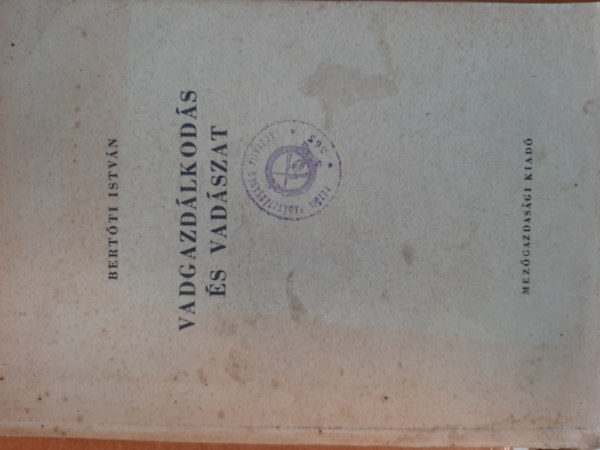 BERTÓTI ISTVÁN
VADGAZDÁLKODÁS
ÉS VADÁSZAT
MEZŐGAZDASÁGI KIADÓ